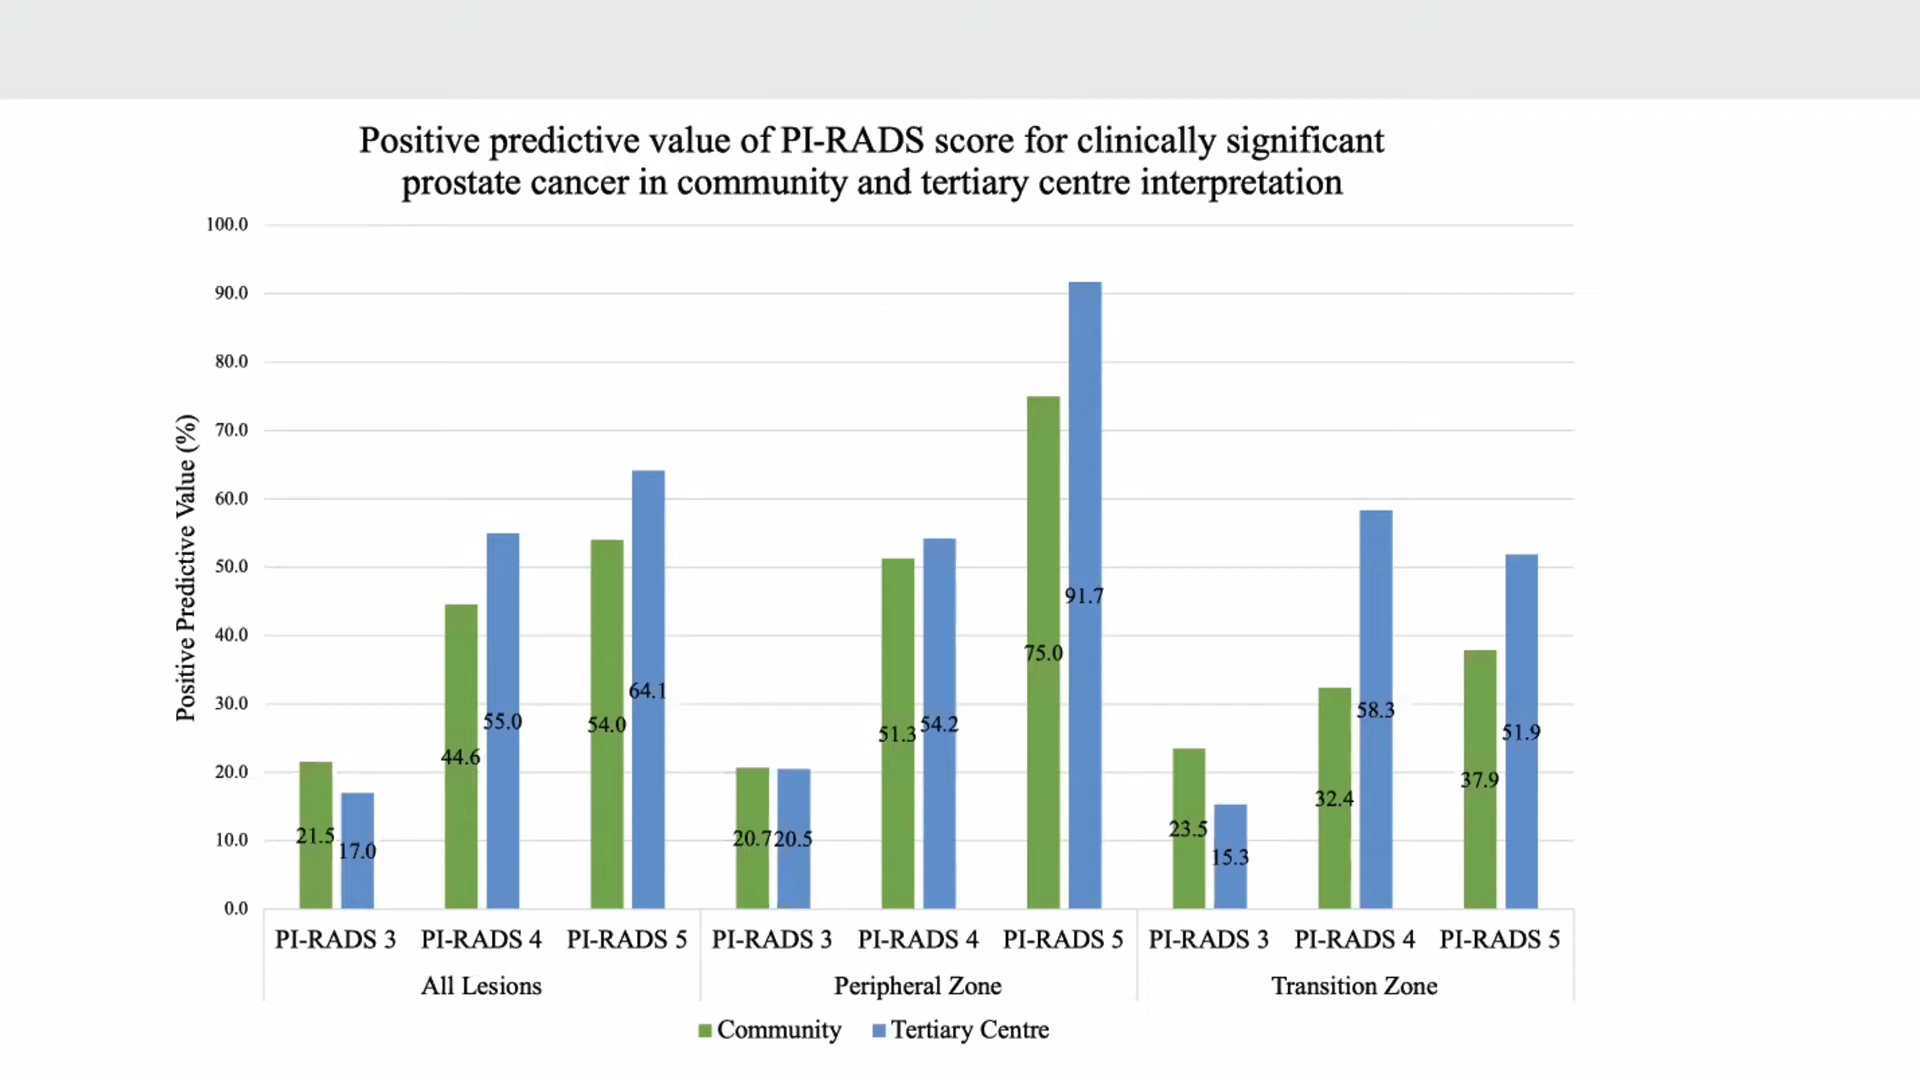 Positive predictive value of PI-RADS score for clinically significant
prostate cancer in community and tertiary centre interpretation
Positive Predictive Value (%)
100.0
90.0
80.0
70.0
60.0
50.0
40.0
30.0
20.0
10.0
0.0
21.5 17.0 44.6 55.0 54.0 64.1 20.7 20.5 51.3 54.2 75.0 91.7 23.5 15.3 32.4 58.3 37.9 51.9
PI-RADS 3 PI-RADS 4 PI-RADS 5 PI-RADS 3 PI-RADS 4 PI-RADS 5 PI-RADS 3 PI-RADS 4 PI-RADS 5
All Lesions Peripheral Zone Transition Zone
Community Tertiary Centre